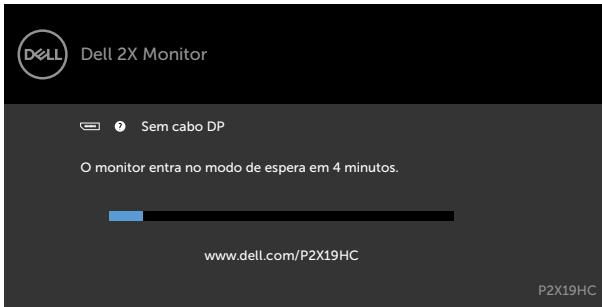 DELL
Dell 2X Monitor
? Sem cabo DP
O monitor entra no modo de espera em 4 minutos.
www.dell.com/P2X19HC
P2X19HC